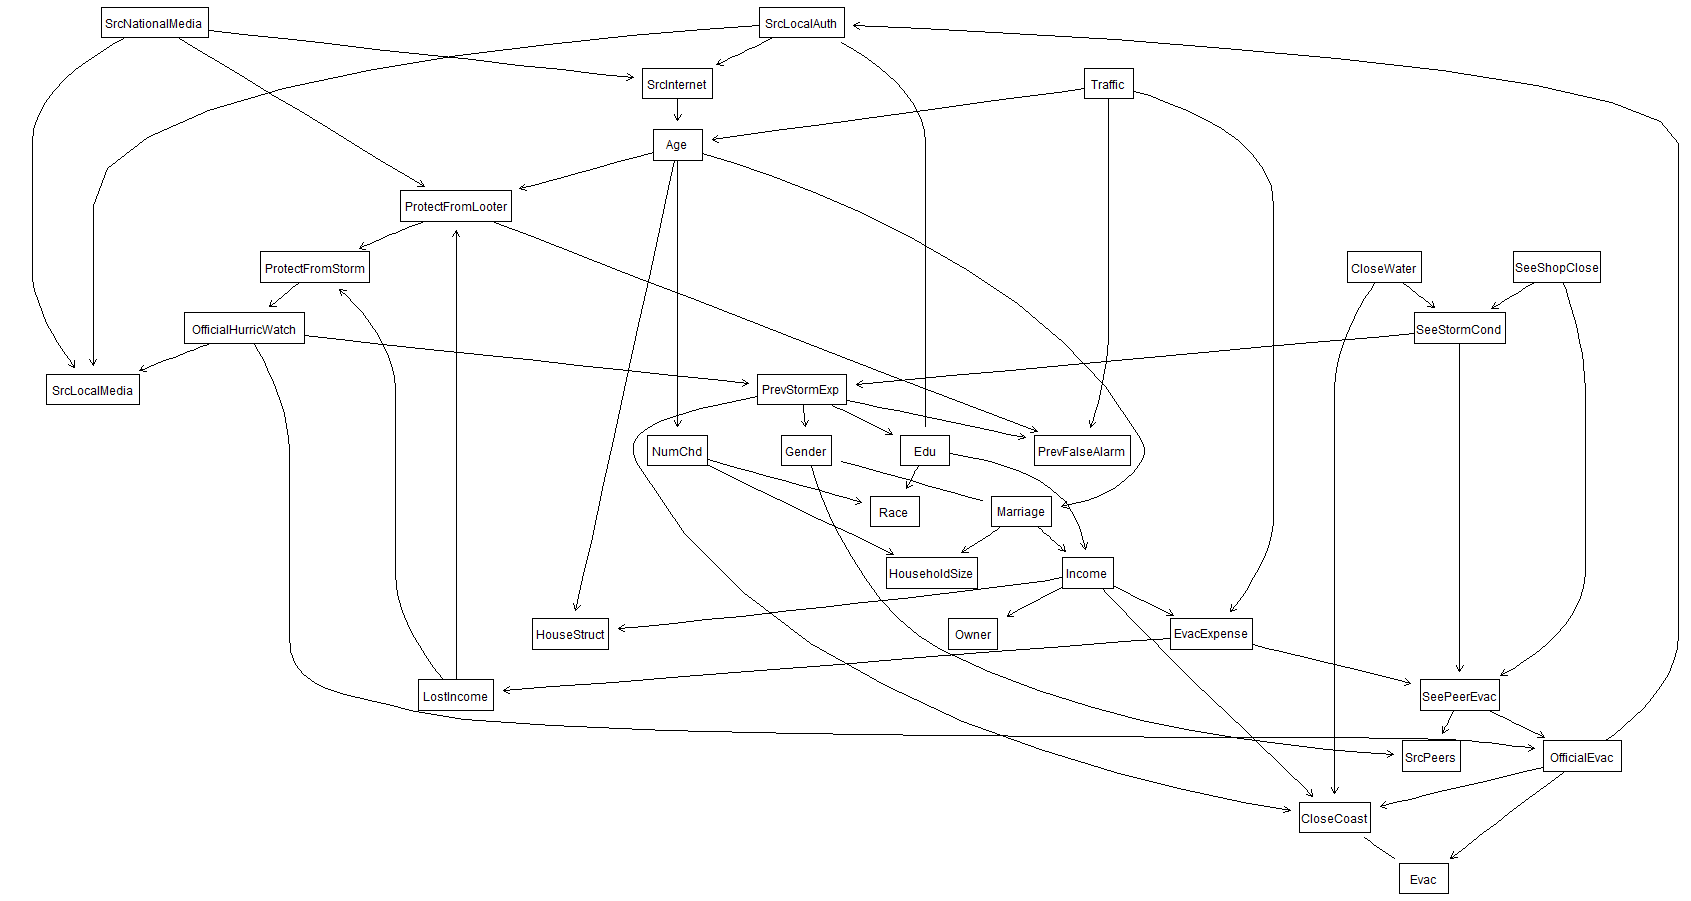 SrcNationalMedia
SrcLocalAuth
SrcInternet
Traffic
Age
ProtectFromLooter
ProtectFromStorm
CloseWater
SeeShopClose
OfficialHurricWatch
SeeStormCond
SrcLocalMedia
PrevStormExp
NumChd
Gender
Edu
PrevFalseAlarm
Race
Marriage
HouseholdSize
Income
HouseStruct
Owner
EvacExpense
LostIncome
SeePeerEvac
SrcPeers
OfficialEvac
CloseCoast
Evac